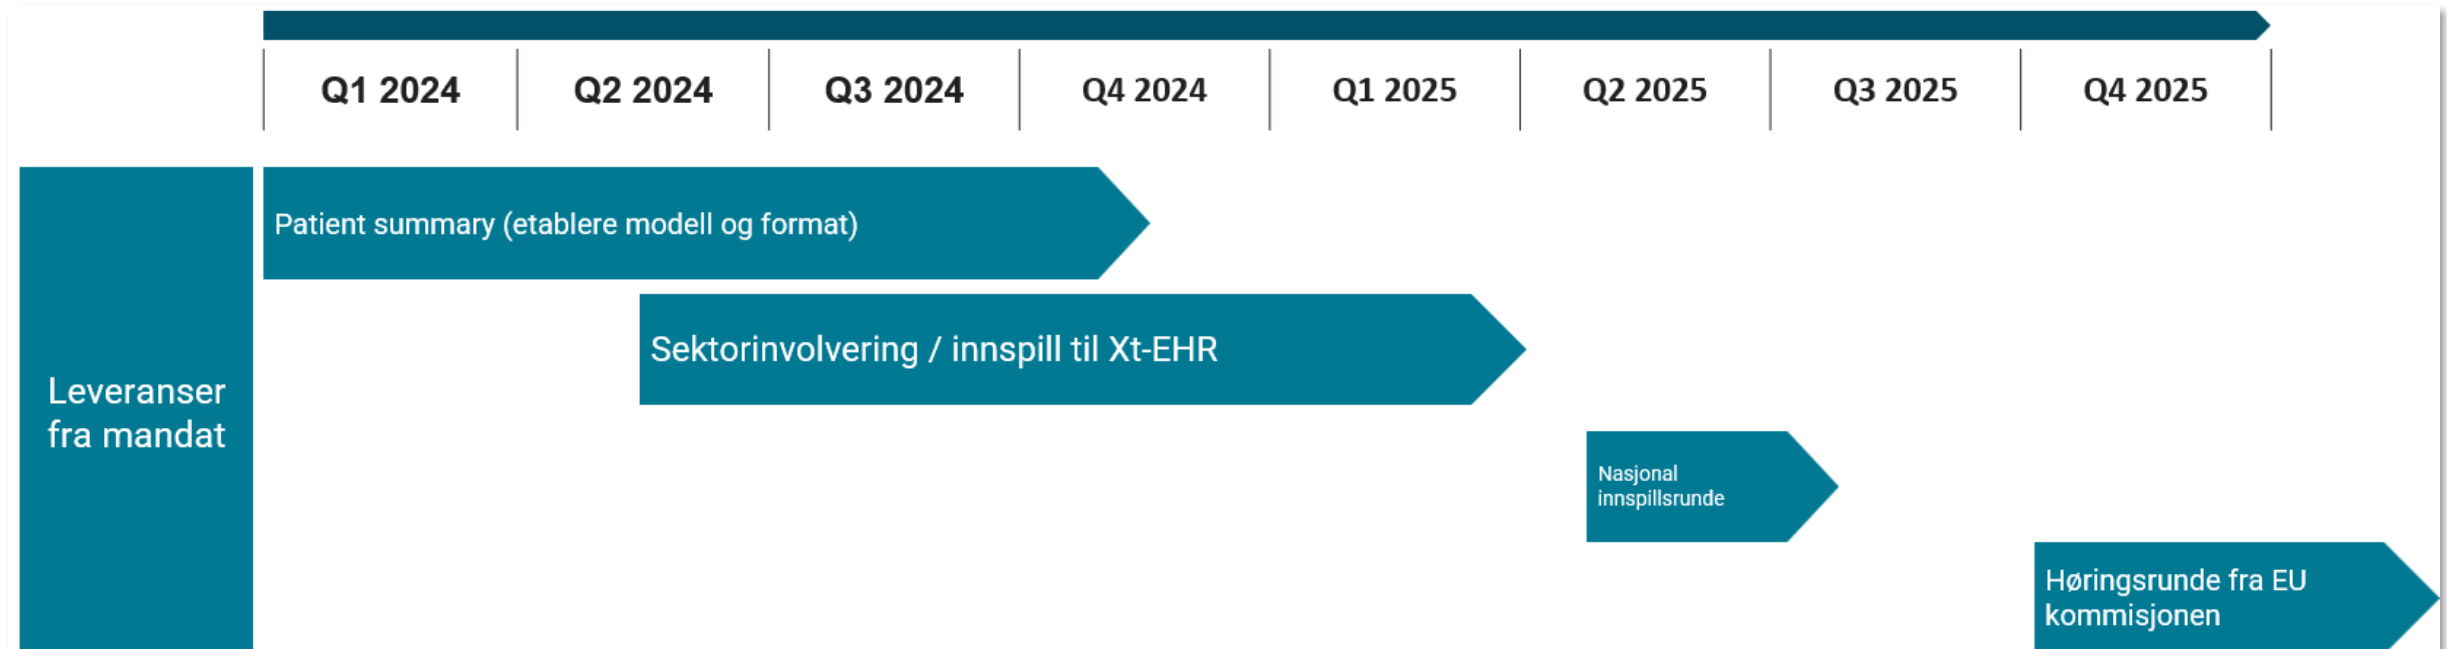 Q1 2024
Q2 2024
Q3 2024
Q4 2024
Q1 2025
Q2 2025
Q3 2025
Q4 2025
Leveranser
fra mandat
Patient summary (etablere modell og format)
Sektorinvolvering / innspill til Xt-EHR
Nasjonal
innspillsrunde
Høringsrunde fra EU
kommisjonen